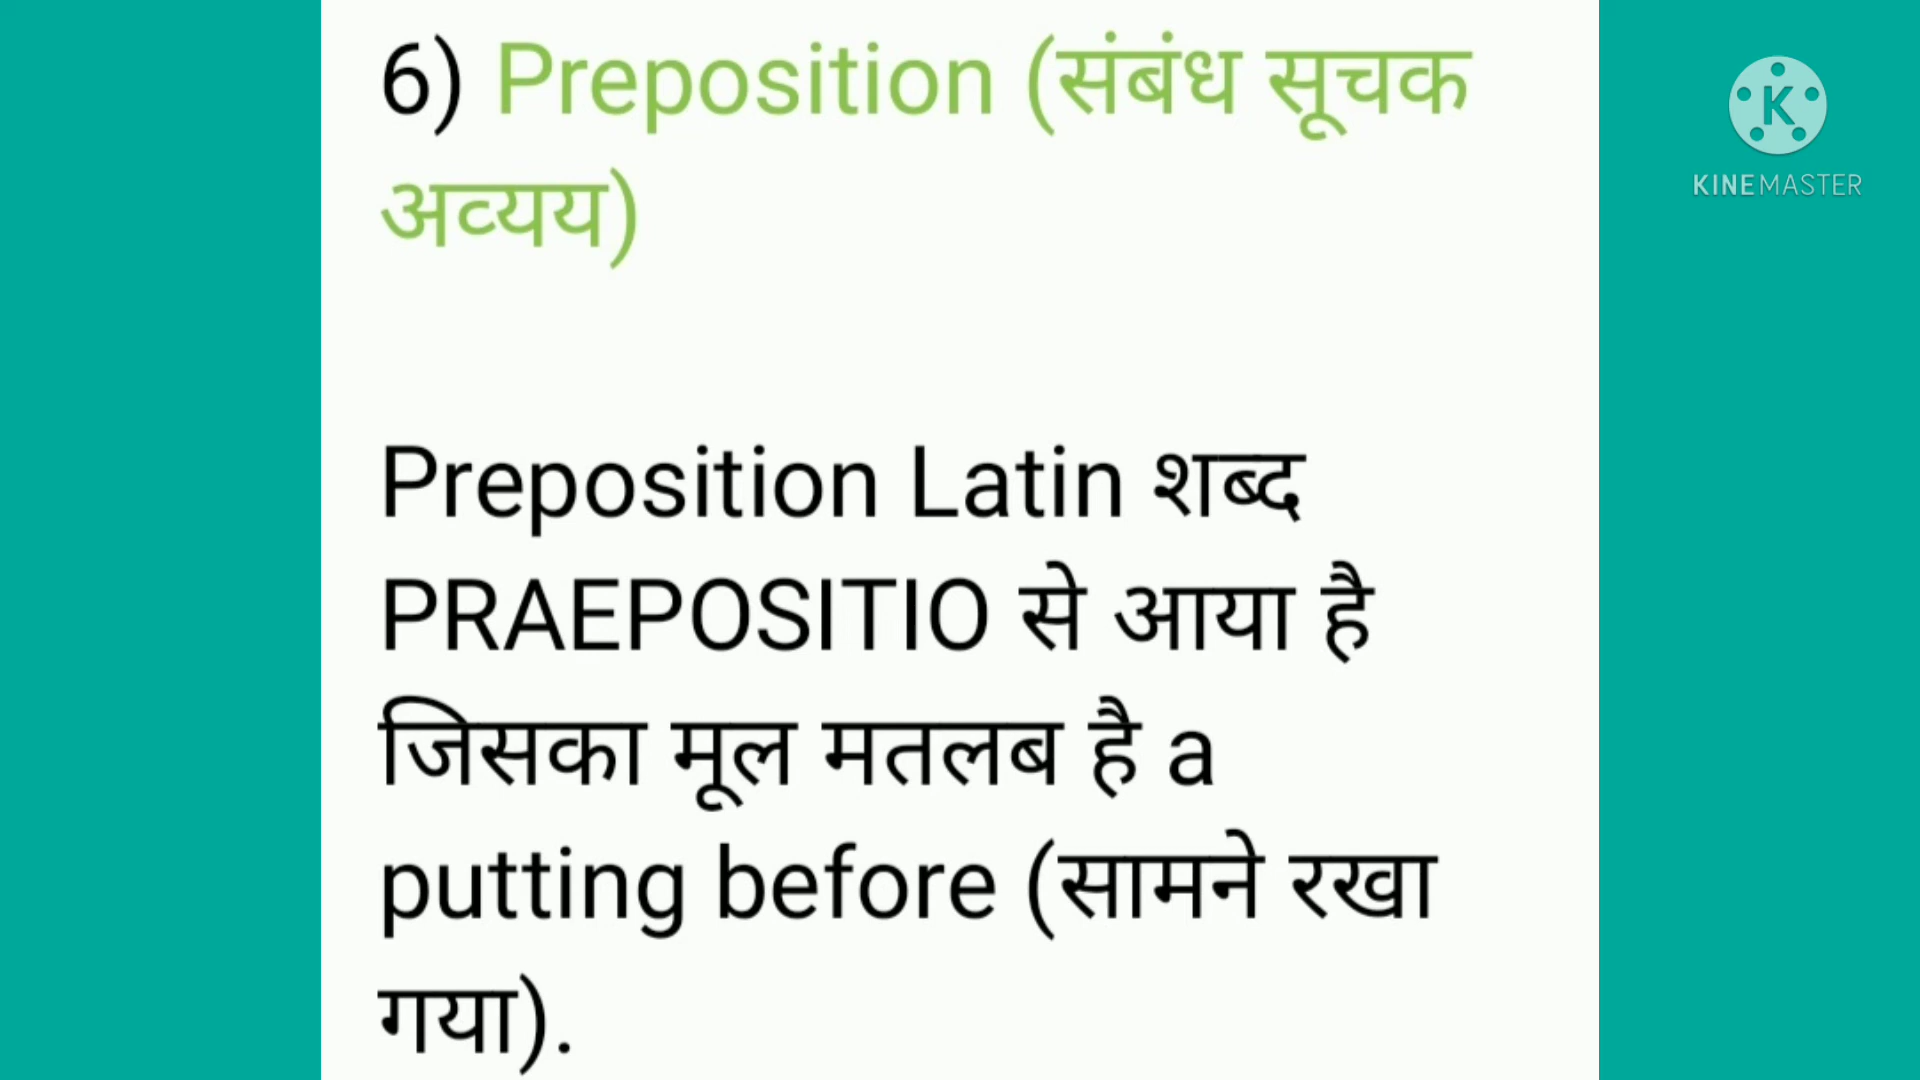 6) Preposition (संबंध सूचक
अव्यय)
Preposition Latin शब्द
PRAEPOSITIO से आया है
जिसका मूल मतलब है a
putting before (सामने रखा
गया).
K
KINEMASTER